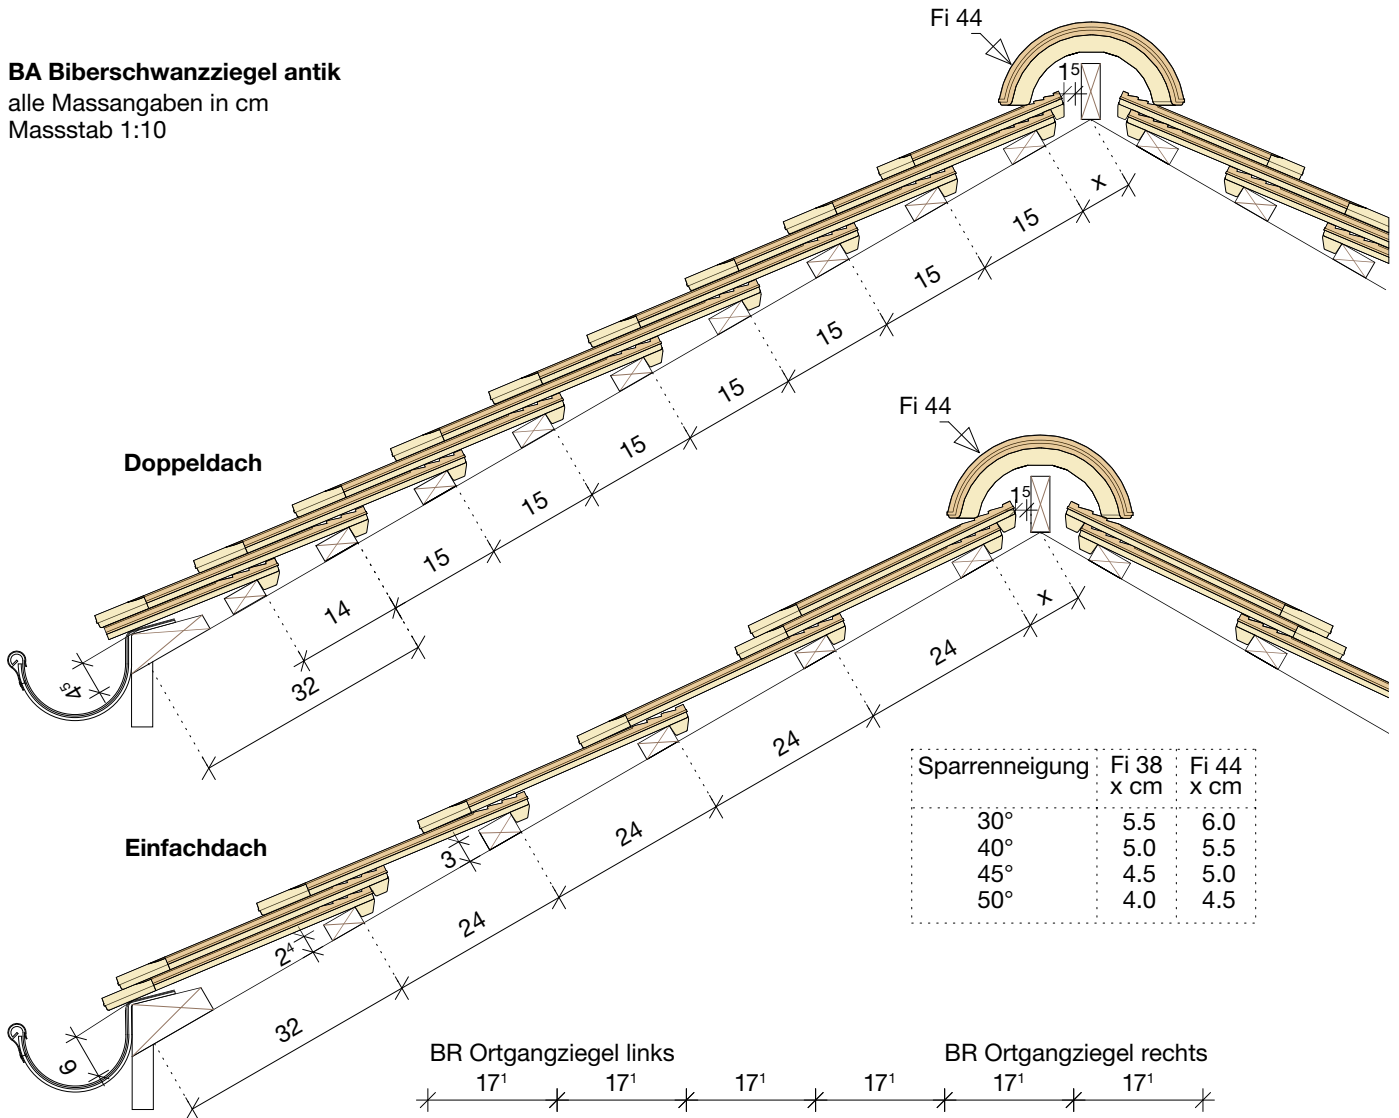 Fi 44
BA Biberschwanzziegel antik
alle Massangaben in cm
Massstab 1:10
1⁵
x
15
15
15
15
15
15
15
14
32
4⁵
Doppeldach
Fi 44
1⁵
x
24
24
24
24
3
2⁴
32
9
Einfachdach
Sparrenneigung Fi 38 Fi 44
x cm x cm
30° 5.5 6.0
40° 5.0 5.5
45° 4.5 5.0
50° 4.0 4.5
BR Ortgangziegel links BR Ortgangziegel rechts
17¹ 17¹ 17¹ 17¹ 17¹ 17¹